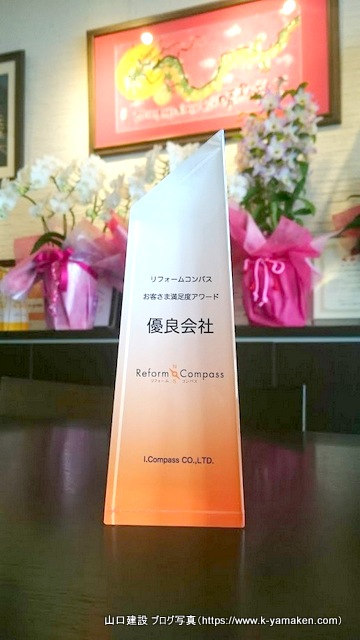 リフォームコンパス
お客さま満足度アワード
優良会社
Reform Compass
リフォーム コンパス
I.Compass CO.,LTD.
山口建設 ブログ写真(https://www.k-yamaken.com)